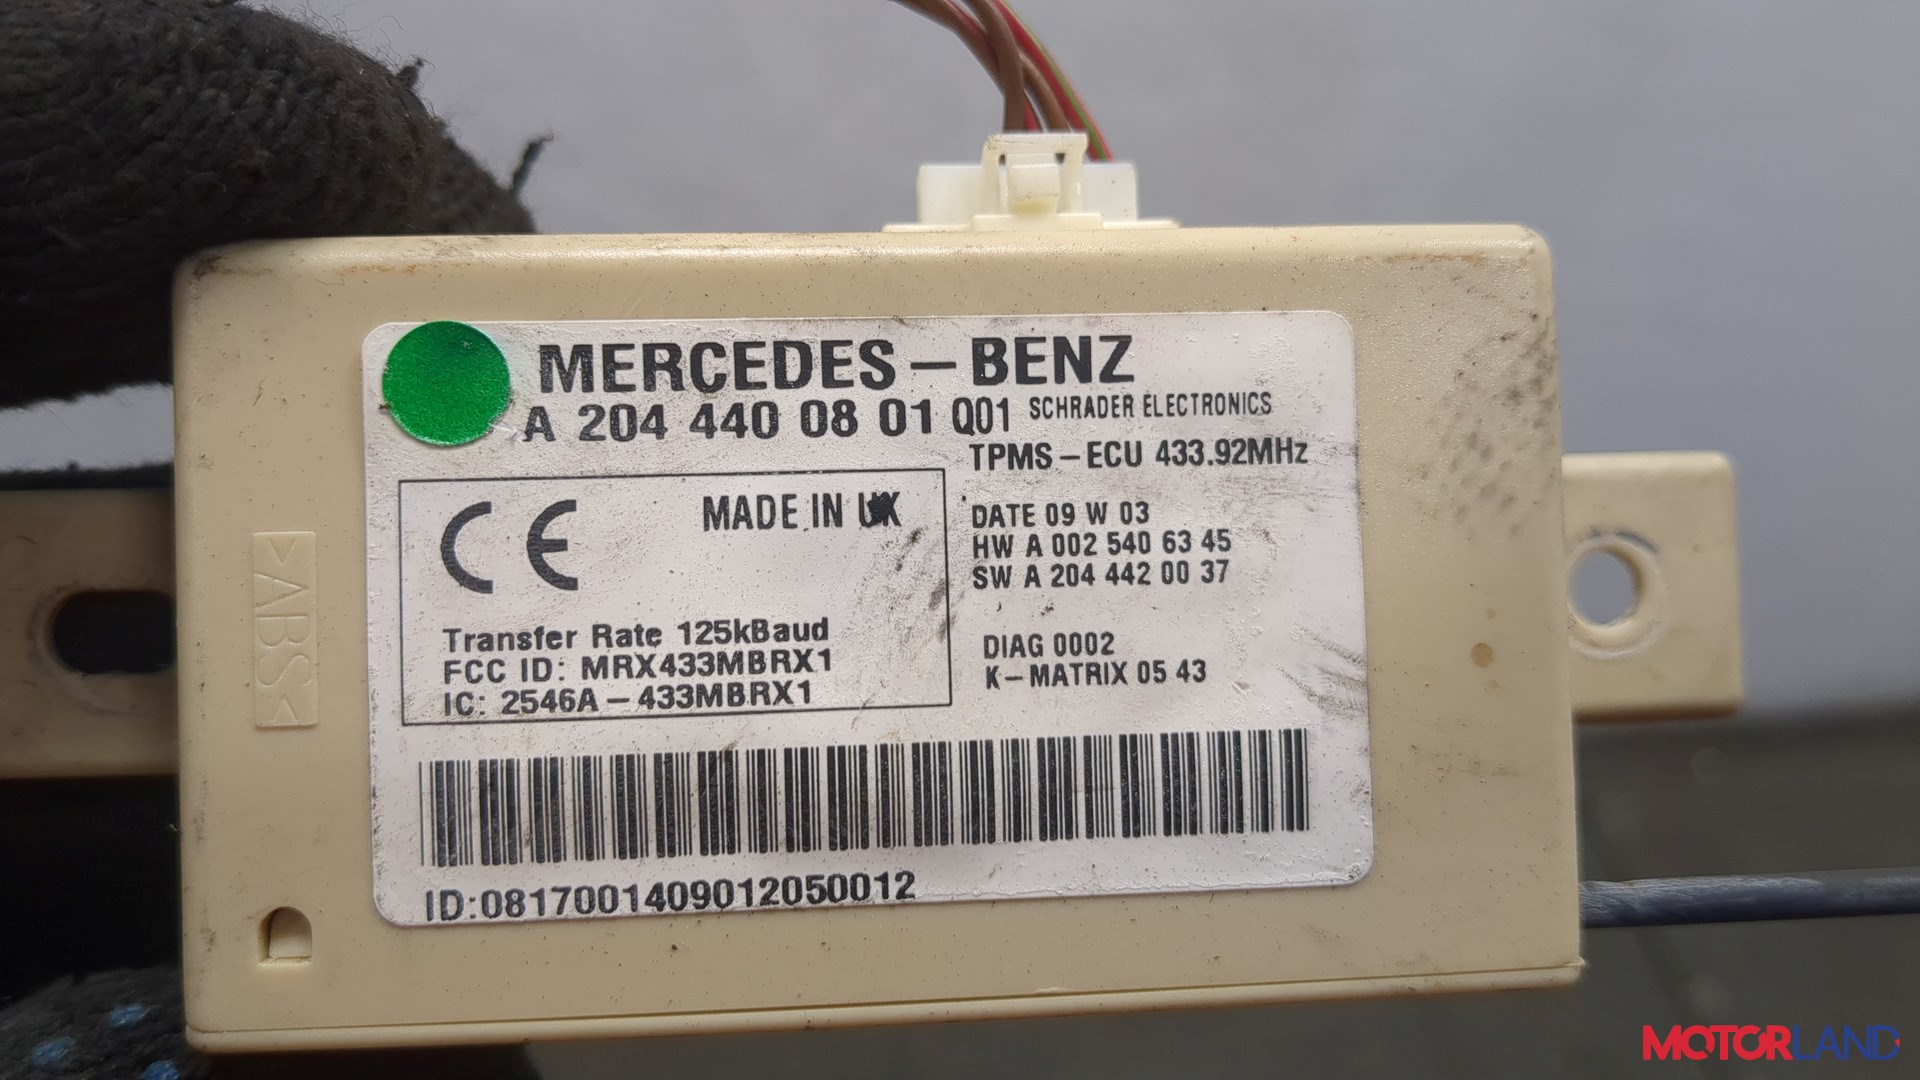 MERCEDES-BENZ
A 204 440 08 01 Q01 SCHRADER ELECTRONICS
TPMS-ECU 433.92MHz
CE MADE IN UK
DATE 09 W 03
HW A 002 540 63 45
SW A 204 442 00 37
Transfer Rate 125kBaud
FCC ID: MRX433MBRX1
IC: 2546A-433MBRX1
DIAG 0002
K-MATRIX 05 43
ID:0817001409012050012
>ABS<
MOTORLAND